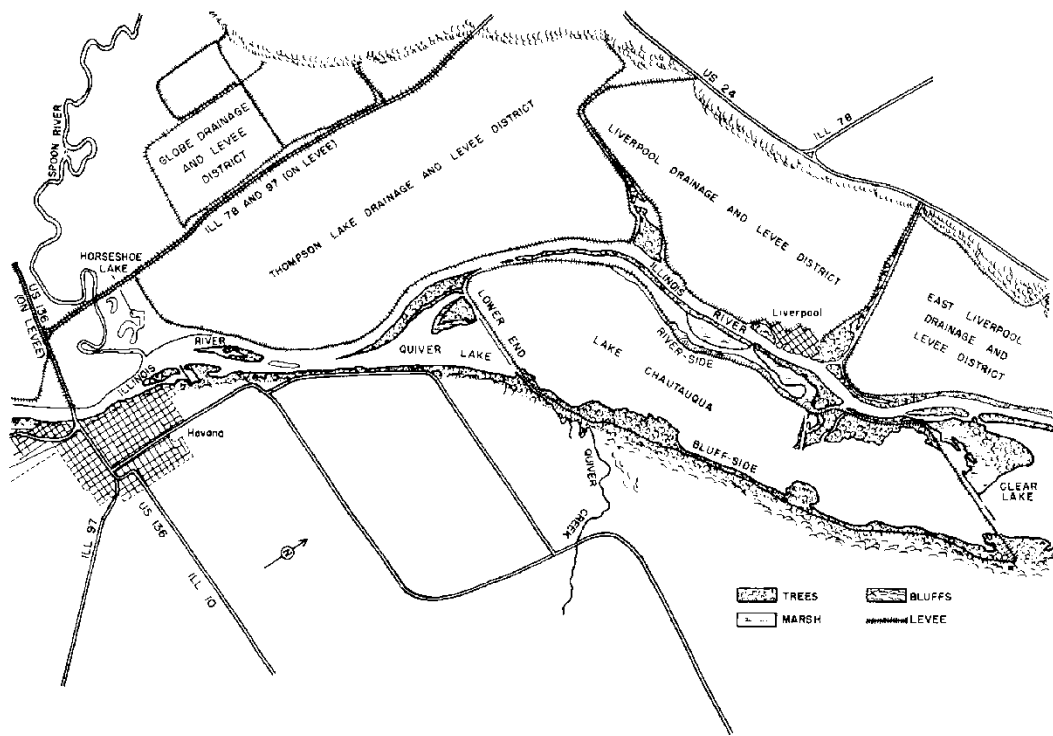 SPOON RIVER
GLOBE DRAINAGE
AND LEVEE
DISTRICT
ILL 78 AND 97 (ON LEVEE)
THOMPSON LAKE DRAINAGE AND LEVEE DISTRICT
US 24
ILL 78
LIVERPOOL DRAINAGE AND LEVEE DISTRICT
HORSESHOE
LAKE
US 136
(ON LEVEE)
ILLINOIS
RIVER
Liverpool
EAST LIVERPOOL
DRAINAGE AND
LEVEE DISTRICT
ILLINOIS
RIVER
QUIVER LAKE
LOWER END
LAKE
CHAUTAUQUA
RIVER-SIDE
BLUFF-SIDE
Havana
QUIVER
CREEK
CLEAR
LAKE
ILL 97
US 136
ILL 10
N
TREES
BLUFFS
MARSH
LEVEE